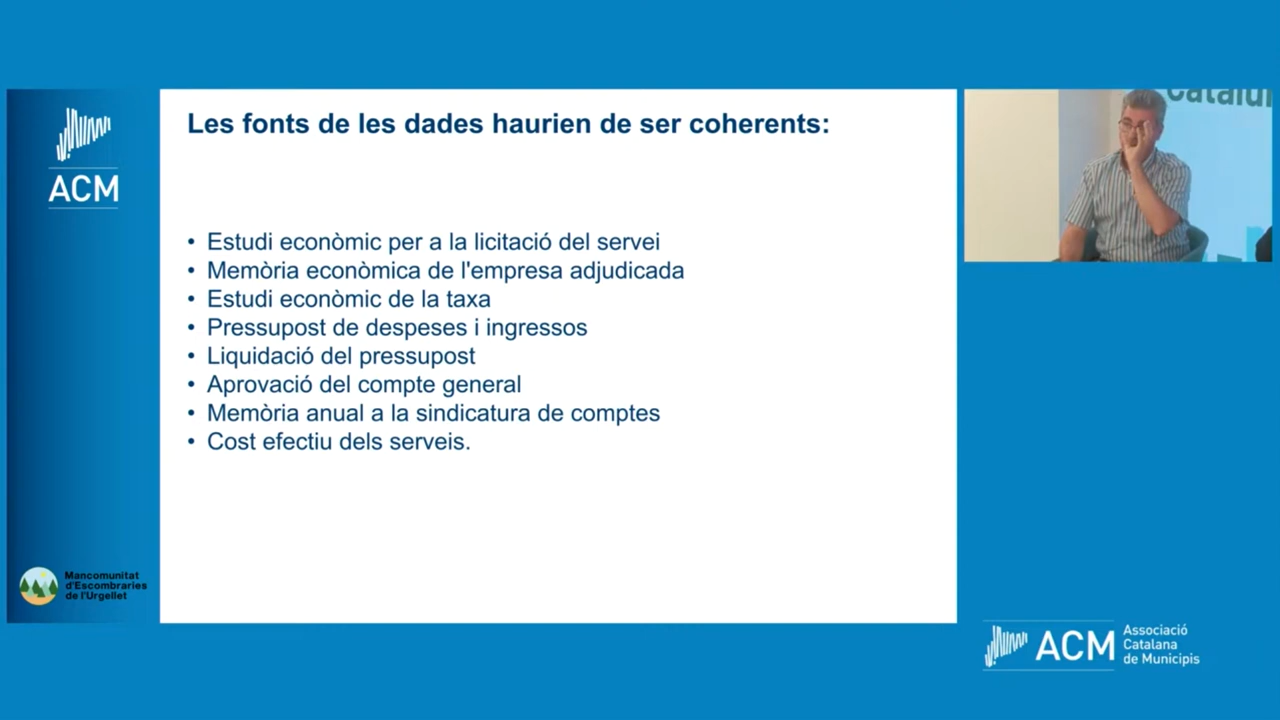 ACM
Les fonts de les dades haurien de ser coherents:
• Estudi econòmic per a la licitació del servei
• Memòria econòmica de l'empresa adjudicada
• Estudi econòmic de la taxa
• Pressupost de despeses i ingressos
• Liquidació del pressupost
• Aprovació del compte general
• Memòria anual a la sindicatura de comptes
• Cost efectiu dels serveis.
Mancomunitat
d'Escombraries
de l'Urgellet
ACM
Associació
Catalana
de Municipis